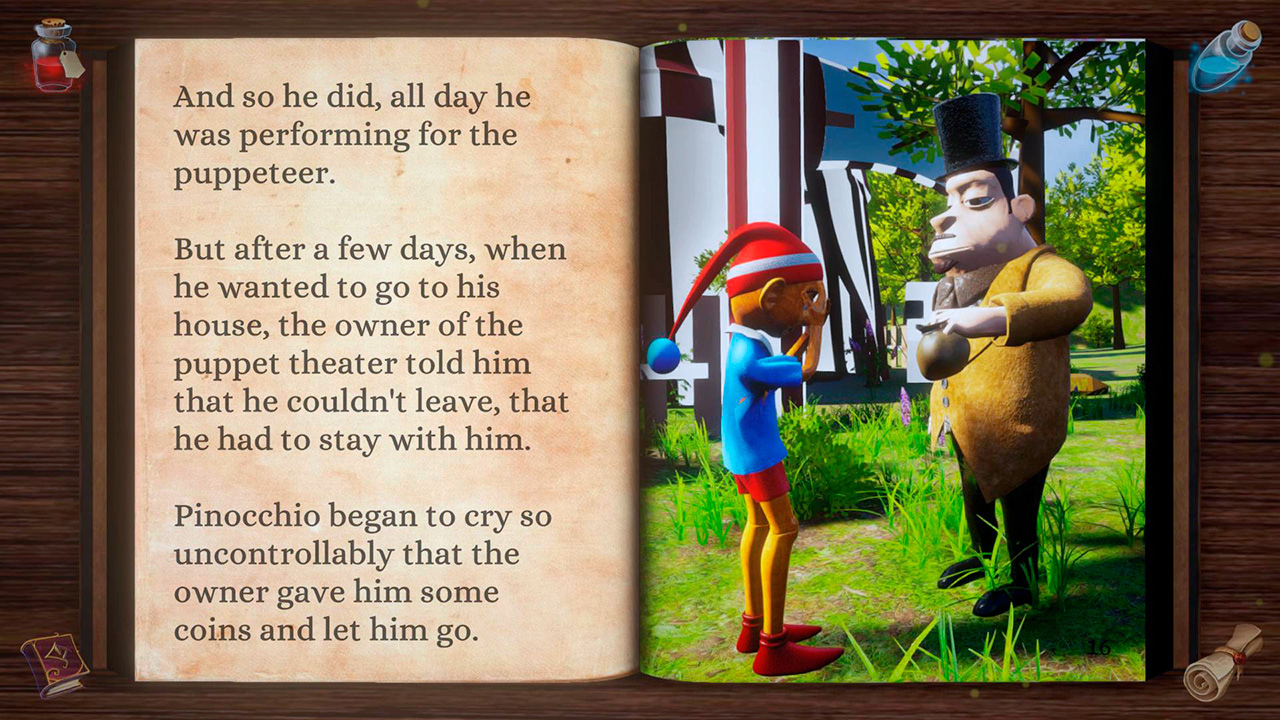 And so he did, all day he
was performing for the
puppeteer.
But after a few days, when
he wanted to go to his
house, the owner of the
puppet theater told him
that he couldn't leave, that
he had to stay with him.
Pinocchio began to cry so
uncontrollably that the
owner gave him some
coins and let him go.
16